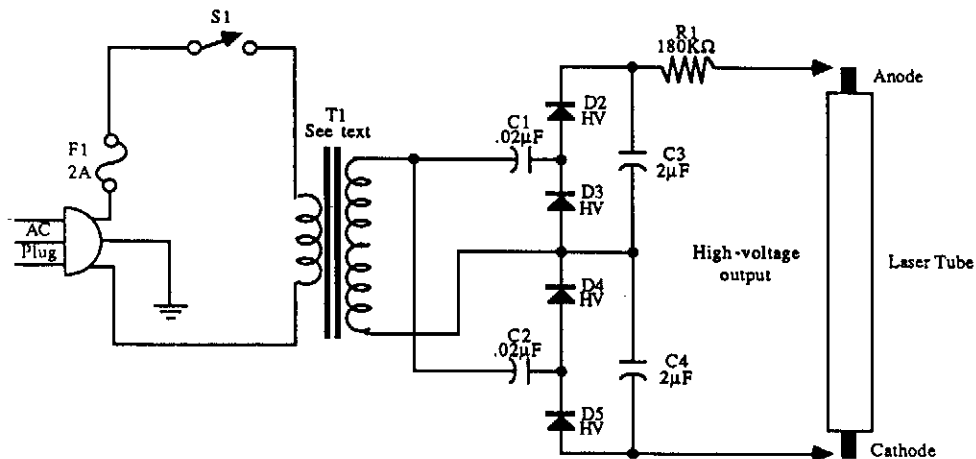 S1
R1
180KΩ
Anode
D2
HV
T1
See text
C1
.02µF
F1
2A
C3
2µF
D3
HV
AC
Plug
High-voltage
output
Laser Tube
D4
HV
C2
.02µF
C4
2µF
D5
HV
Cathode